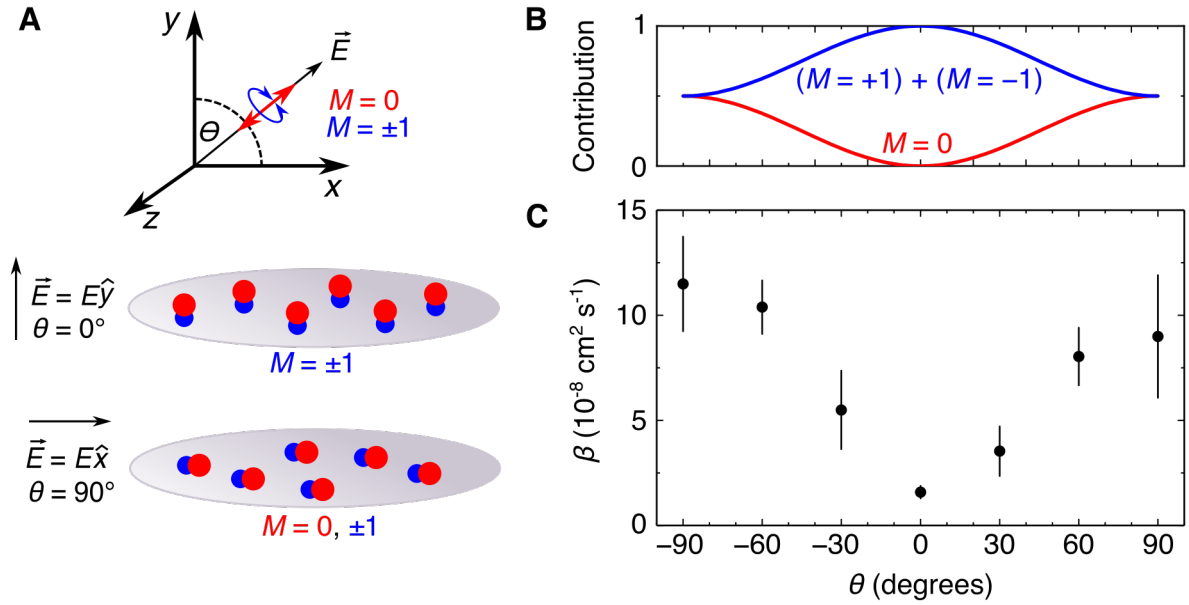 A
y
E⃗
M = 0
M = ±1
θ
x
z
E⃗ = Eŷ
θ = 0°
M = ±1
E⃗ = Ex̂
θ = 90°
M = 0, ±1
B
Contribution
1
0
(M = +1) + (M = −1)
M = 0
C
β (10⁻⁸ cm² s⁻¹)
15
10
5
0
−90 −60 −30 0 30 60 90
θ (degrees)